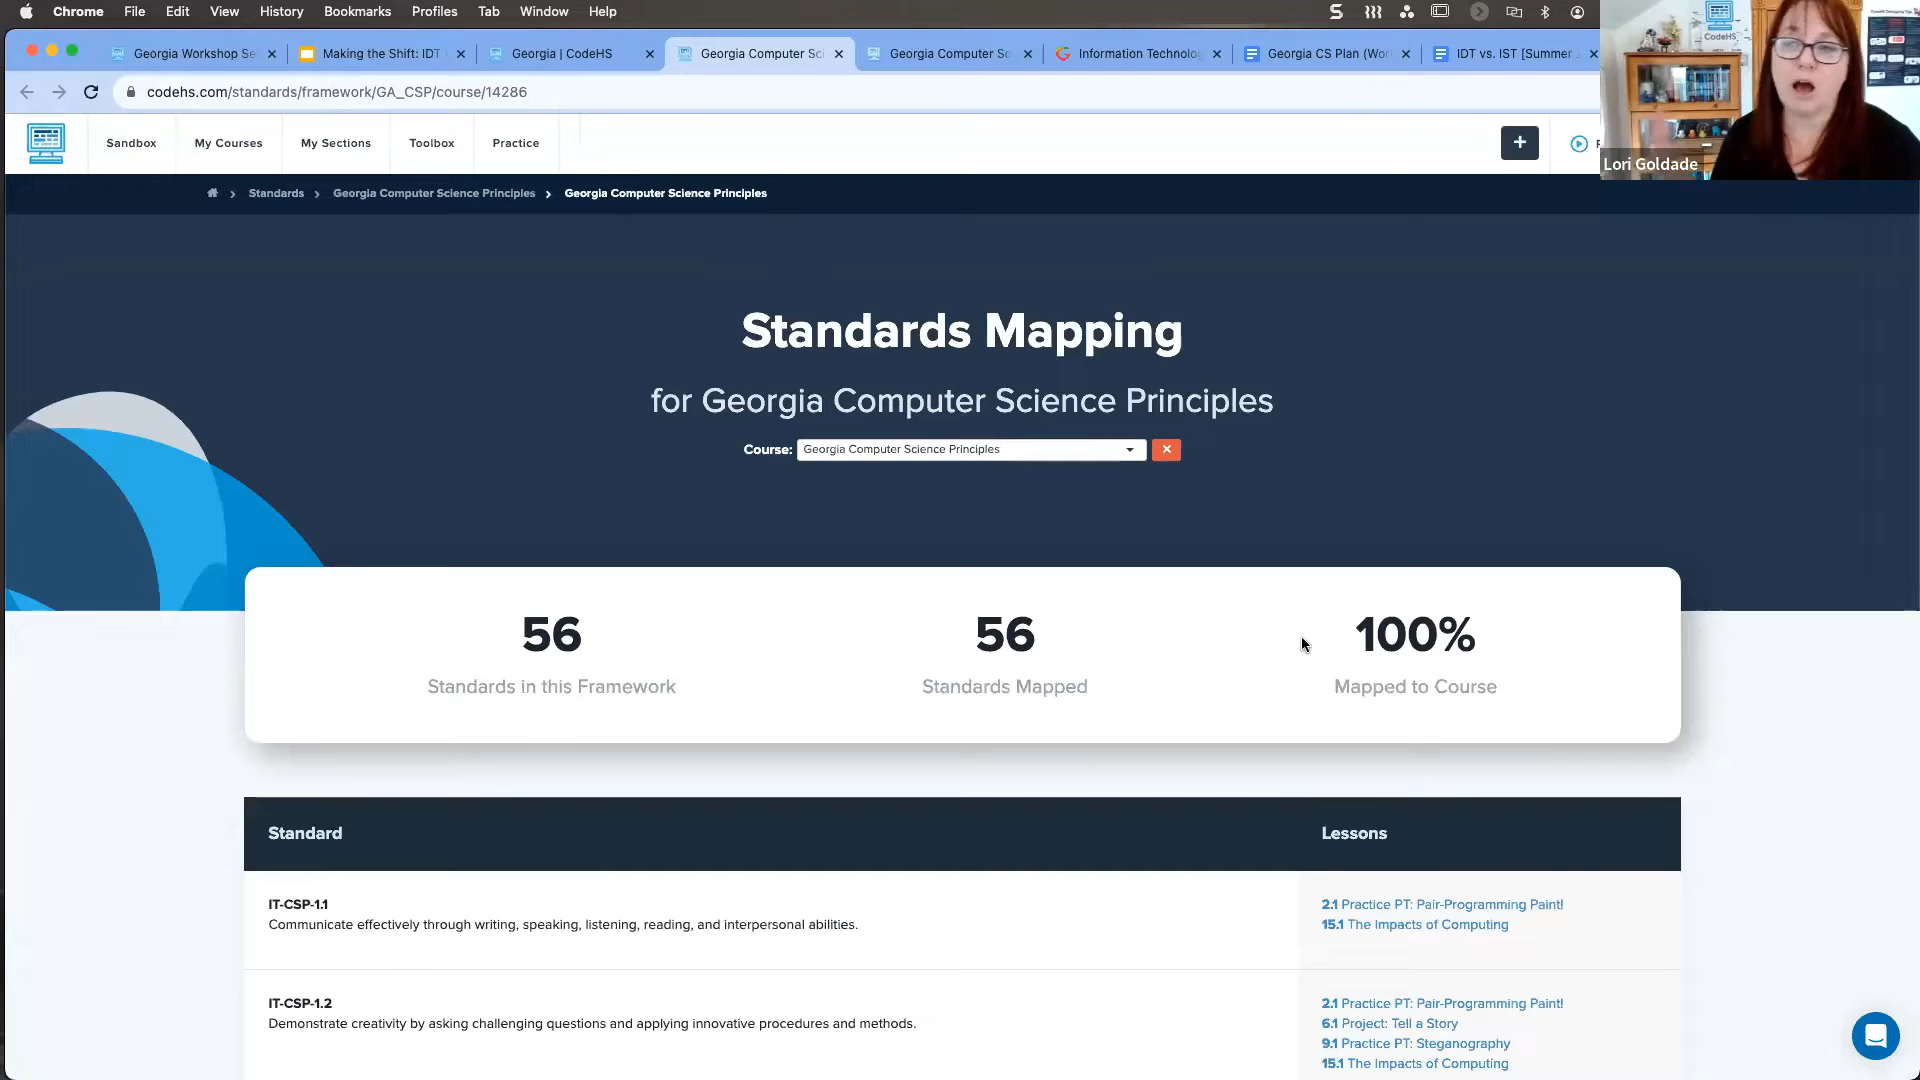 Chrome File Edit View History Bookmarks Profiles Tab Window Help
Georgia Workshop Se
Making the Shift: IDT
Georgia | CodeHS
Georgia Computer Sci
Georgia Computer Sc
Information Technolog
Georgia CS Plan (Wor
IDT vs. IST [Summer
codehs.com/standards/framework/GA_CSP/course/14286
CodeHS
Sandbox My Courses My Sections Toolbox Practice
+
Lori Goldade
Standards > Georgia Computer Science Principles > Georgia Computer Science Principles
Standards Mapping
for Georgia Computer Science Principles
Course: Georgia Computer Science Principles
56 56 100%
Standards in this Framework Standards Mapped Mapped to Course
Standard Lessons
IT-CSP-1.1
Communicate effectively through writing, speaking, listening, reading, and interpersonal abilities.
2.1 Practice PT: Pair-Programming Paint!
15.1 The Impacts of Computing
IT-CSP-1.2
Demonstrate creativity by asking challenging questions and applying innovative procedures and methods.
2.1 Practice PT: Pair-Programming Paint!
6.1 Project: Tell a Story
9.1 Practice PT: Steganography
15.1 The Impacts of Computing